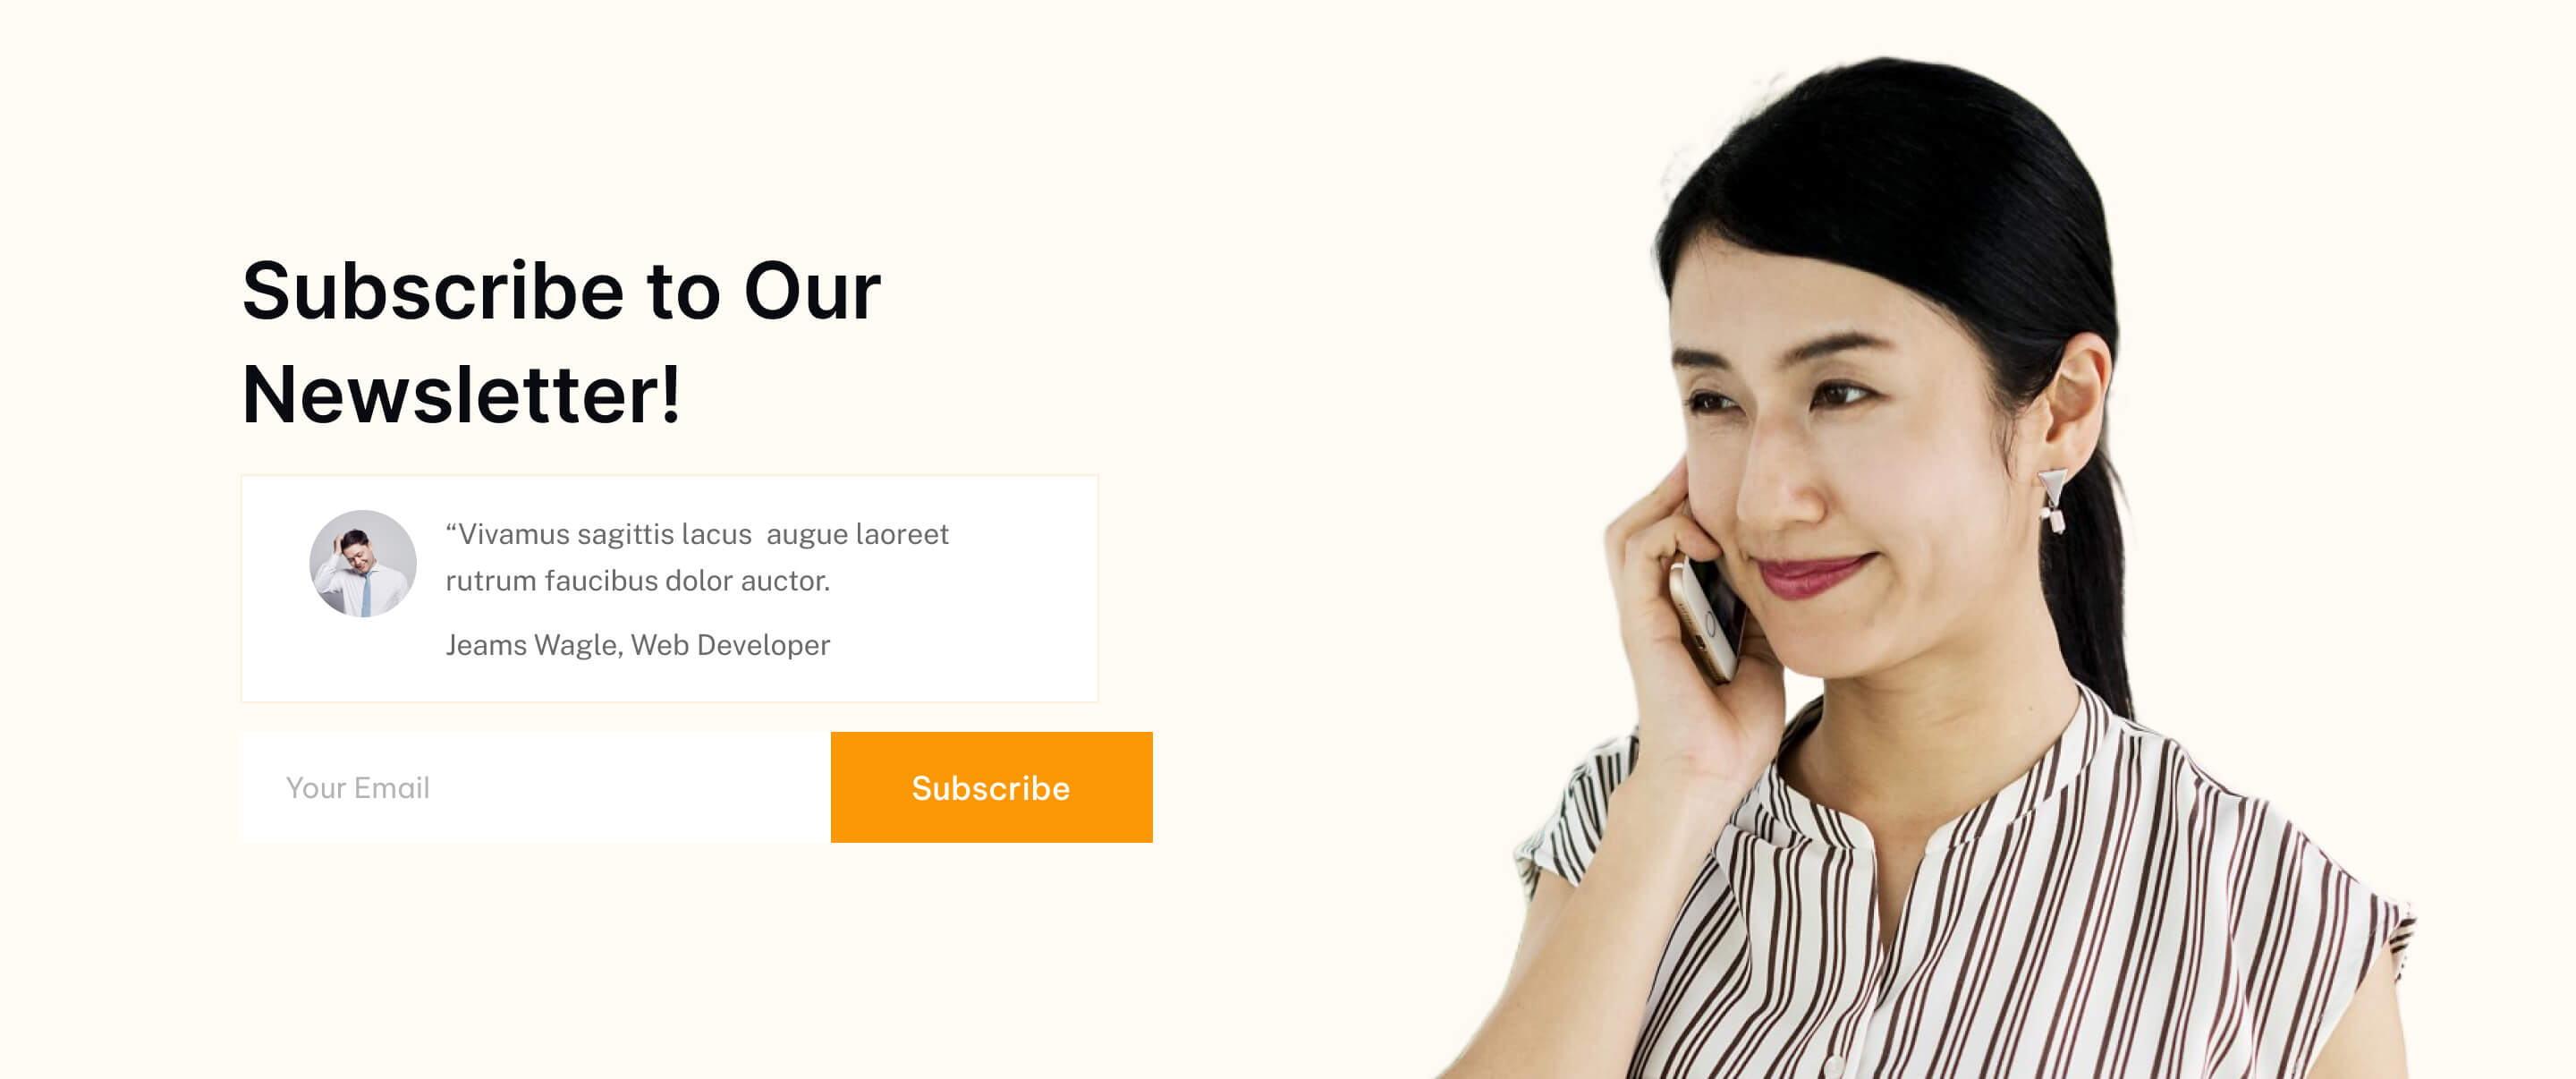 Subscribe to Our
Newsletter!
“Vivamus sagittis lacus  augue laoreet
rutrum faucibus dolor auctor.
Jeams Wagle, Web Developer
Your Email
Subscribe